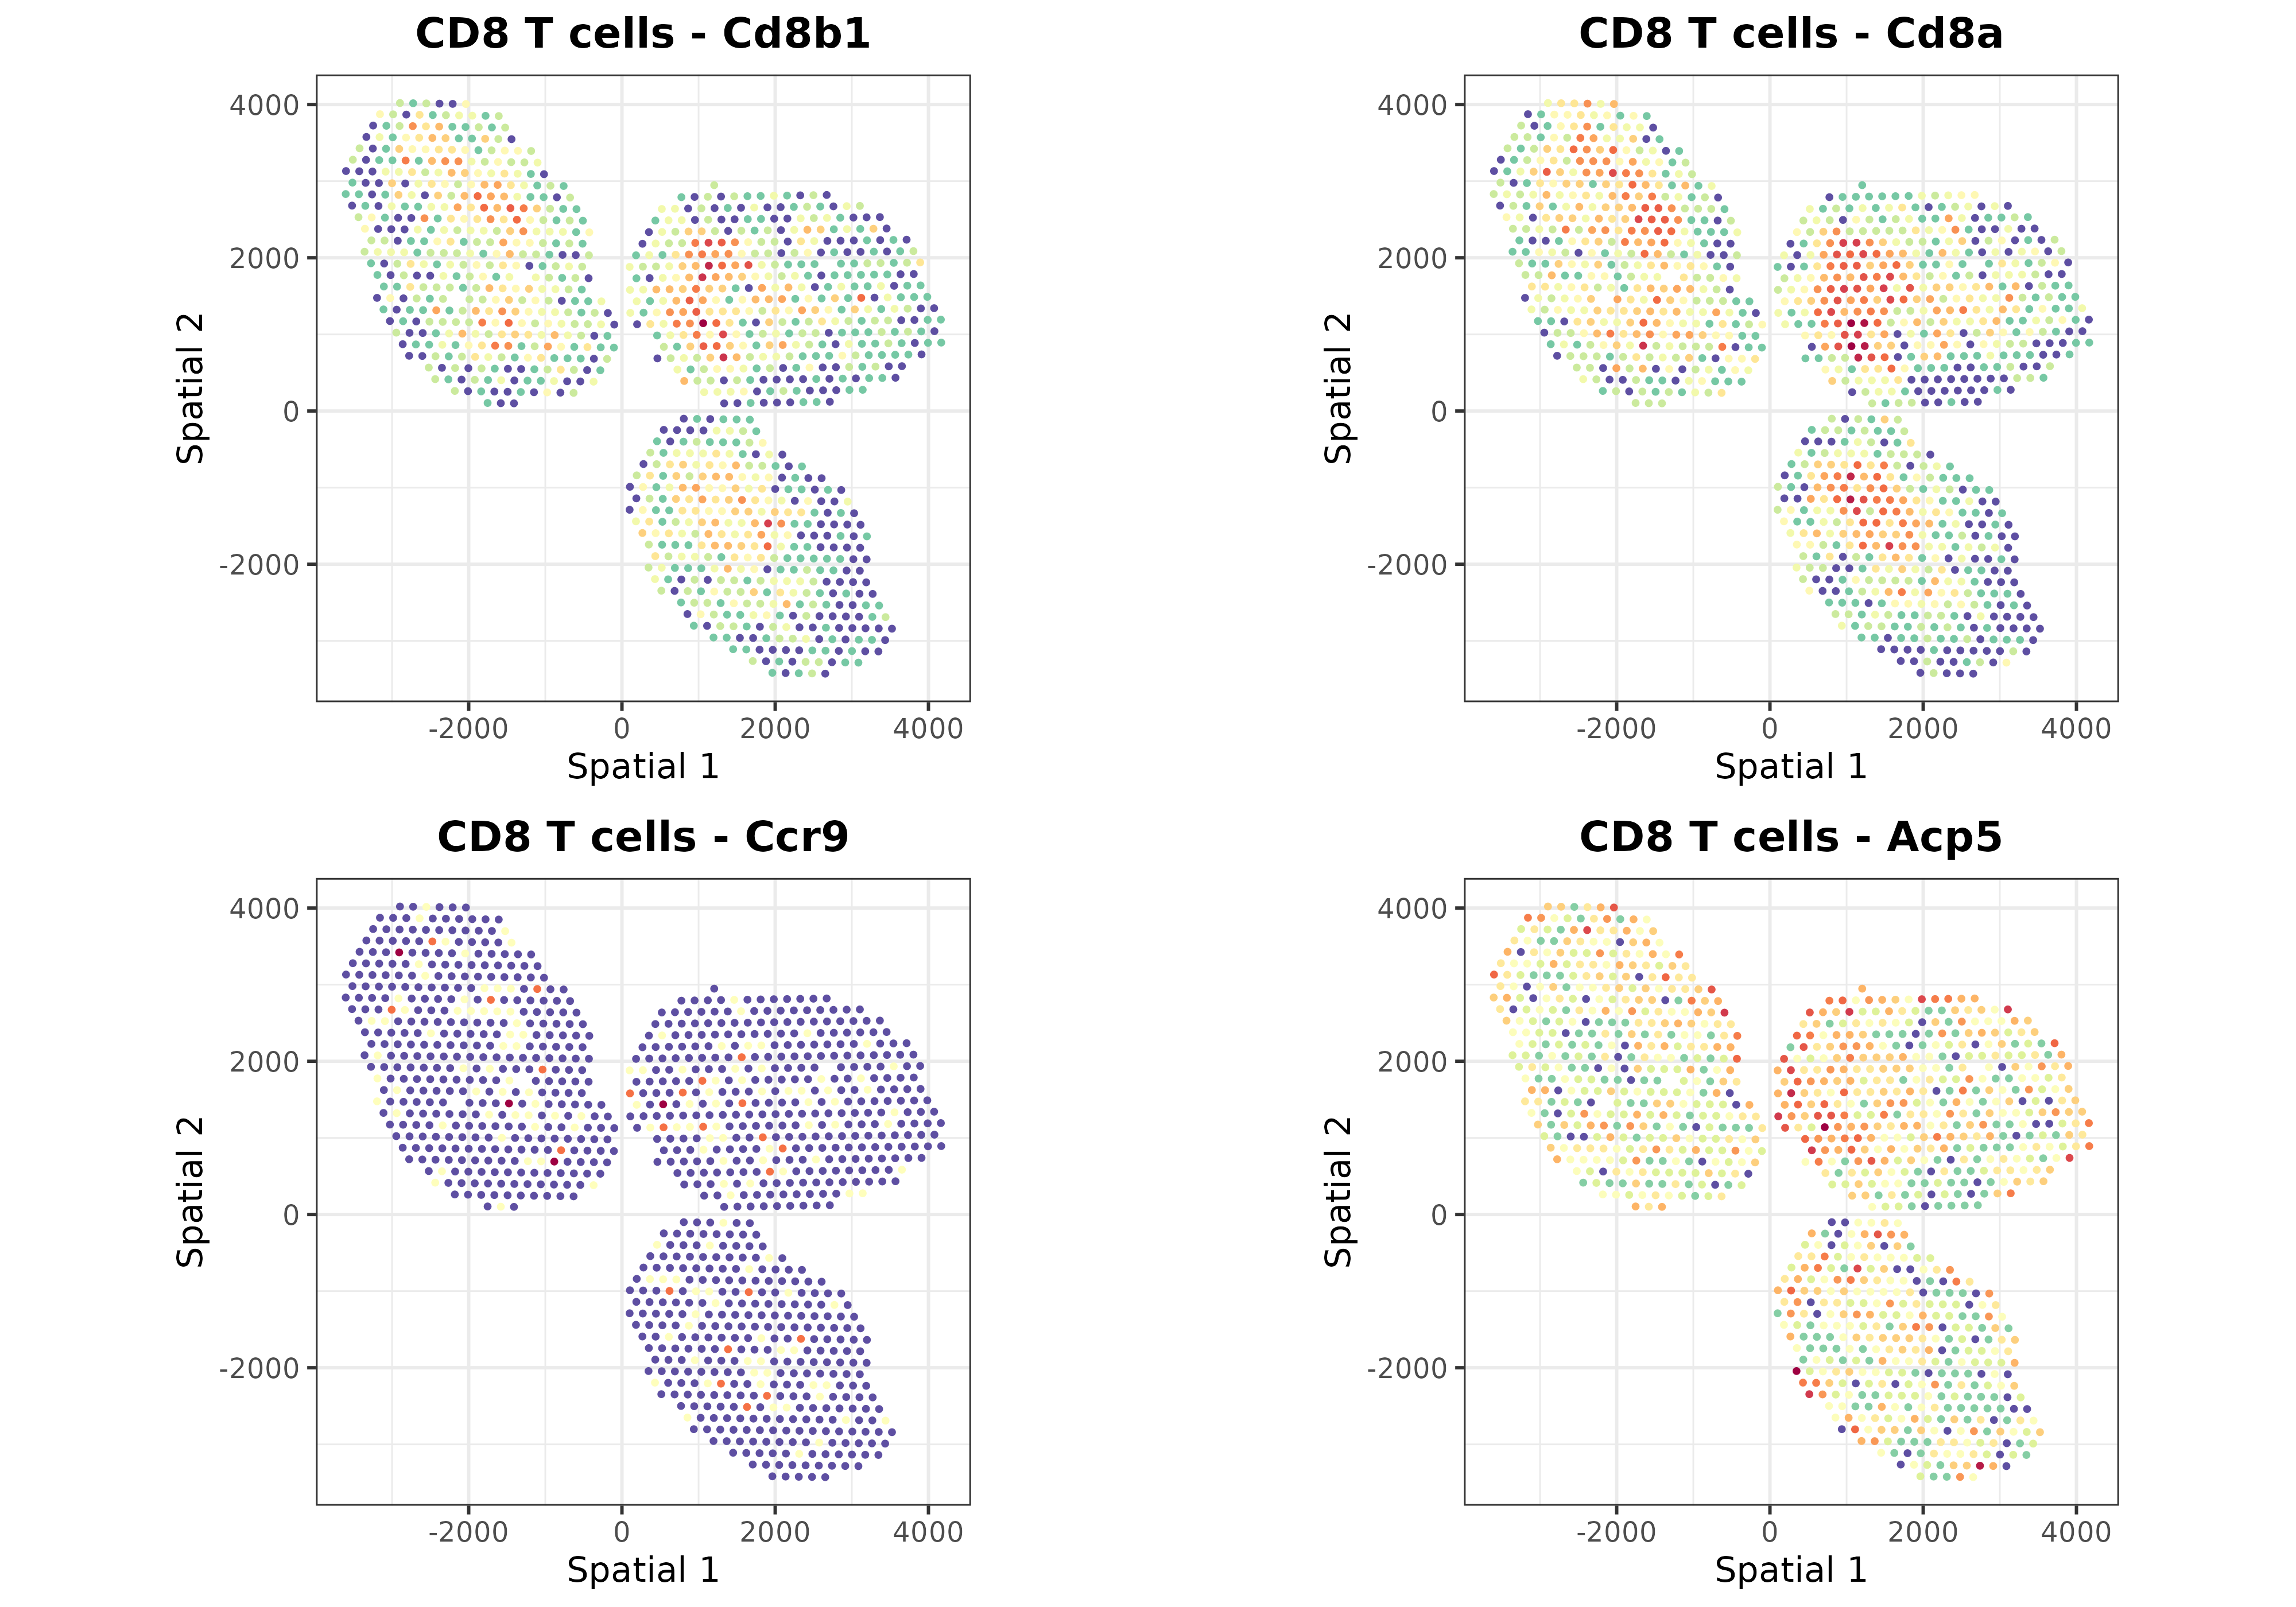 CD8 T cells - Cd8b1
4000
2000
0
-2000
Spatial 2
-2000 0 2000 4000
Spatial 1
CD8 T cells - Cd8a
4000
2000
0
-2000
Spatial 2
-2000 0 2000 4000
Spatial 1
CD8 T cells - Ccr9
4000
2000
0
-2000
Spatial 2
-2000 0 2000 4000
Spatial 1
CD8 T cells - Acp5
4000
2000
0
-2000
Spatial 2
-2000 0 2000 4000
Spatial 1